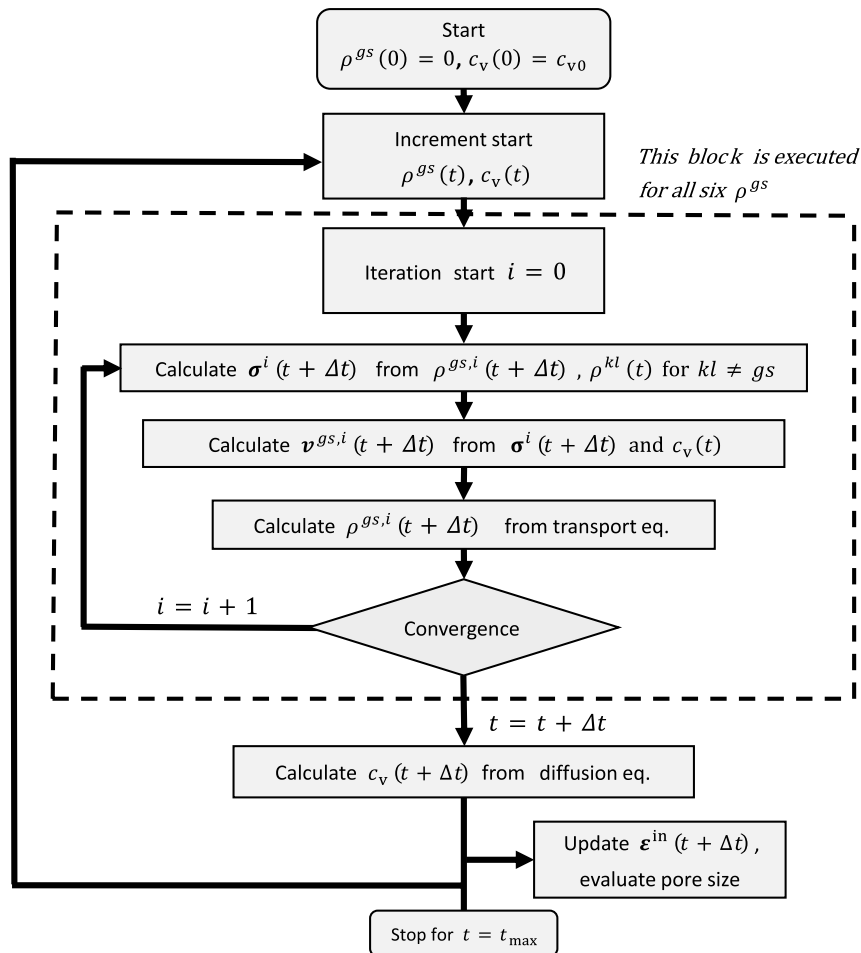 Start
ρ^{gs}(0) = 0, c_v(0) = c_{v0}
Increment start
ρ^{gs}(t), c_v(t)
This block is executed
for all six ρ^{gs}
Iteration start i = 0
Calculate σ^i(t + Δt) from ρ^{gs,i}(t + Δt) , ρ^{kl}(t) for kl ≠ gs
Calculate v^{gs,i}(t + Δt) from σ^i(t + Δt) and c_v(t)
Calculate ρ^{gs,i}(t + Δt) from transport eq.
i = i + 1
Convergence
t = t + Δt
Calculate c_v(t + Δt) from diffusion eq.
Update ε^{in}(t + Δt) ,
evaluate pore size
Stop for t = t_{max}